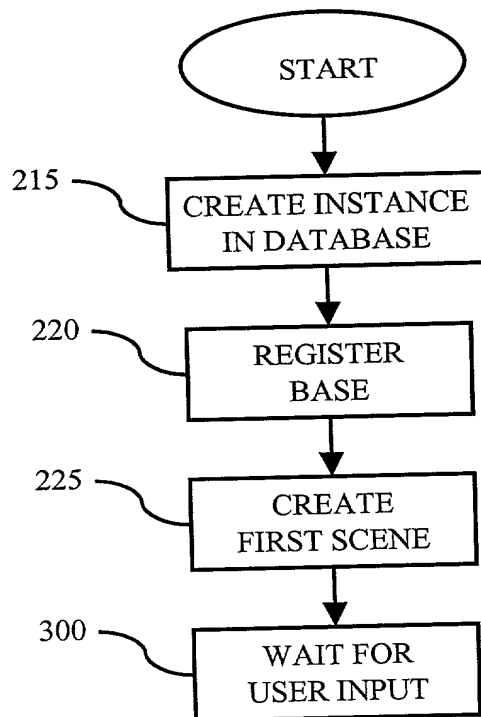 START
215
CREATE INSTANCE
IN DATABASE
220
REGISTER
BASE
225
CREATE
FIRST SCENE
300
WAIT FOR
USER INPUT